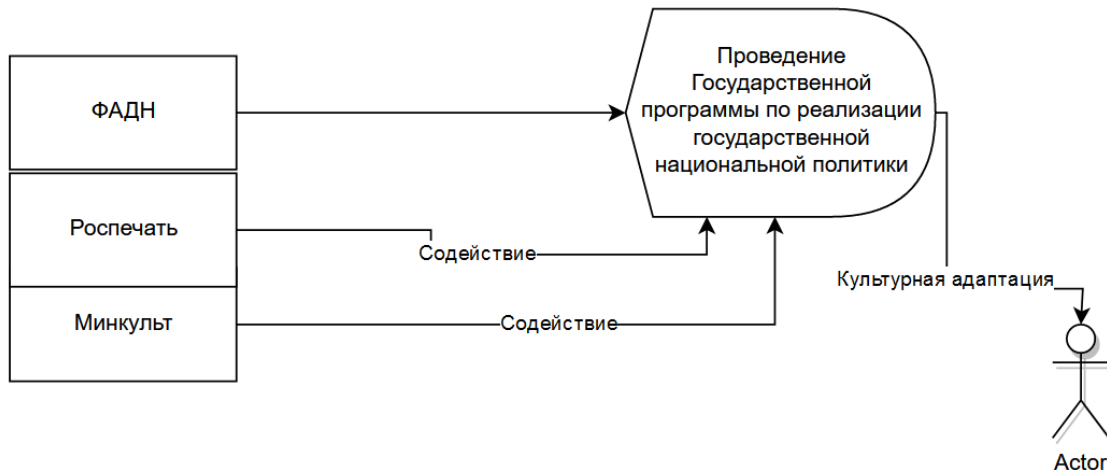 ФАДН
Проведение
Государственной
программы по реализации
государственной
национальной политики
Роспечать
Содействие
Культурная адаптация
Минкульт
Содействие
Actor